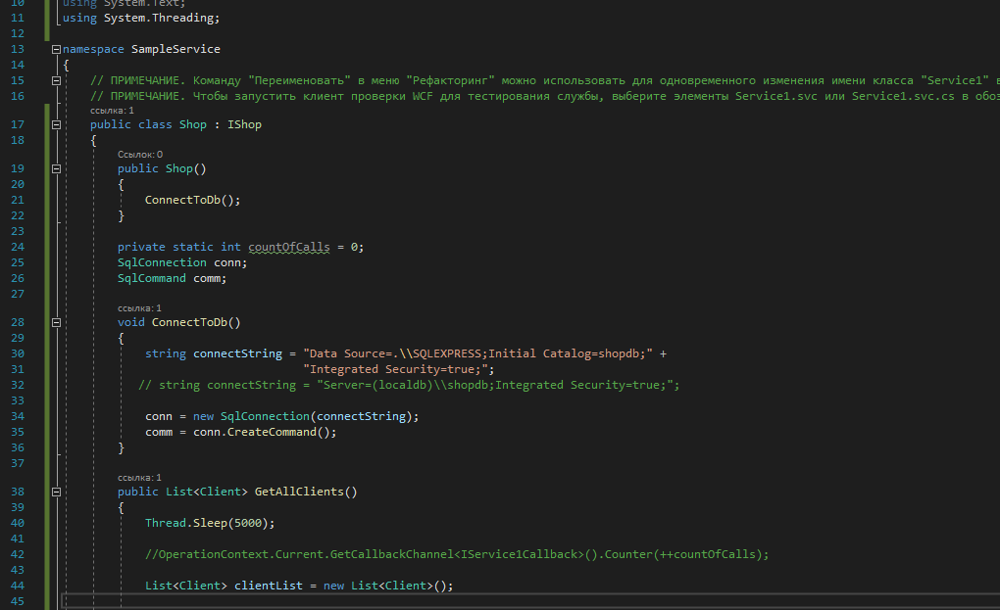 10 using System.Text;
11 using System.Threading;
12
13 namespace SampleService
14 {
15 // ПРИМЕЧАНИЕ. Команду "Переименовать" в меню "Рефакторинг" можно использовать для одновременного изменения имени класса "Service1" в
16 // ПРИМЕЧАНИЕ. Чтобы запустить клиент проверки WCF для тестирования службы, выберите элементы Service1.svc или Service1.svc.cs в обоз
ссылка: 1
17 public class Shop : IShop
18 {
Ссылок: 0
19 public Shop()
20 {
21 ConnectToDb();
22 }
23
24 private static int countOfCalls = 0;
25 SqlConnection conn;
26 SqlCommand comm;
27
ссылка: 1
28 void ConnectToDb()
29 {
30 string connectString = "Data Source=.\\SQLEXPRESS;Initial Catalog=shopdb;" +
31 "Integrated Security=true;";
32 // string connectString = "Server=(localdb)\\shopdb;Integrated Security=true;";
33
34 conn = new SqlConnection(connectString);
35 comm = conn.CreateCommand();
36 }
37
ссылка: 1
38 public List<Client> GetAllClients()
39 {
40 Thread.Sleep(5000);
41
42 //OperationContext.Current.GetCallbackChannel<IService1Callback>().Counter(++countOfCalls);
43
44 List<Client> clientList = new List<Client>();
45